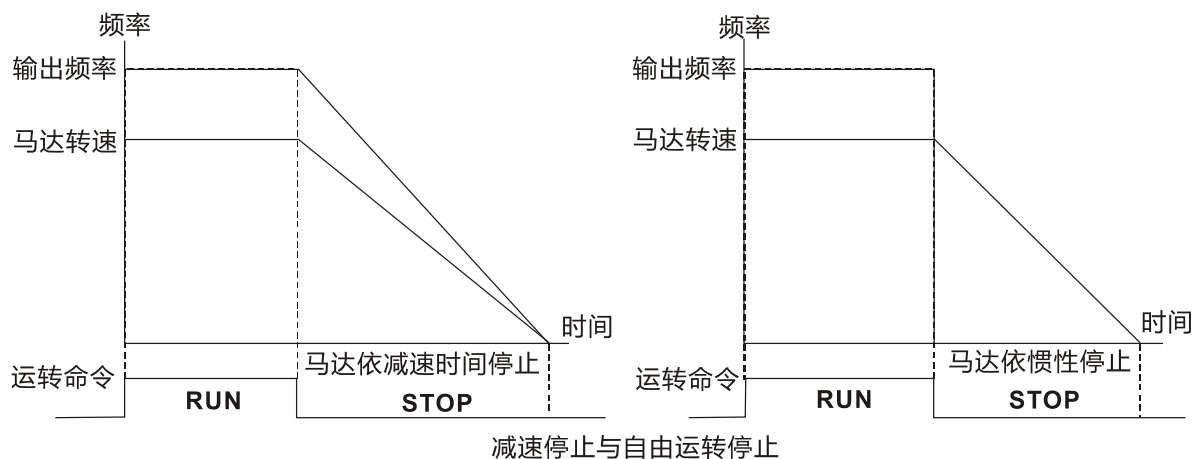 频率
输出频率
马达转速
时间
马达依减速时间停止
运转命令
RUN
STOP
频率
输出频率
马达转速
时间
马达依惯性停止
运转命令
RUN
STOP
减速停止与自由运转停止